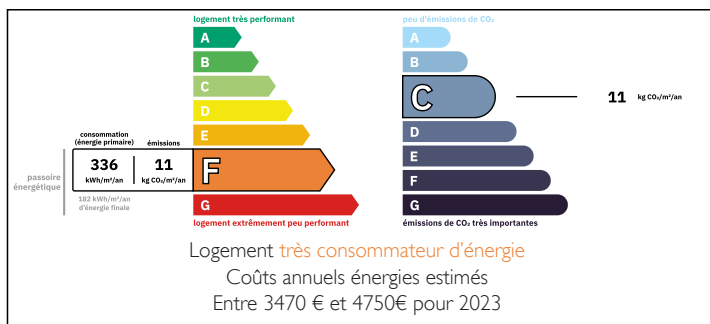 logement très performant
A
B
C
D
E
consommation
(énergie primaire)
émissions
336
kWh/m²/an
11
kg CO₂/m²/an
F
passoire
énergétique
182 kWh/m²/an
d'énergie finale
G
logement extrêmement peu performant
peu d'émissions de CO₂
A
B
C
11 kg CO₂/m²/an
D
E
F
G
émissions de CO₂ très importantes
Logement très consommateur d'énergie
Coûts annuels énergies estimés
Entre 3470 € et 4750€ pour 2023